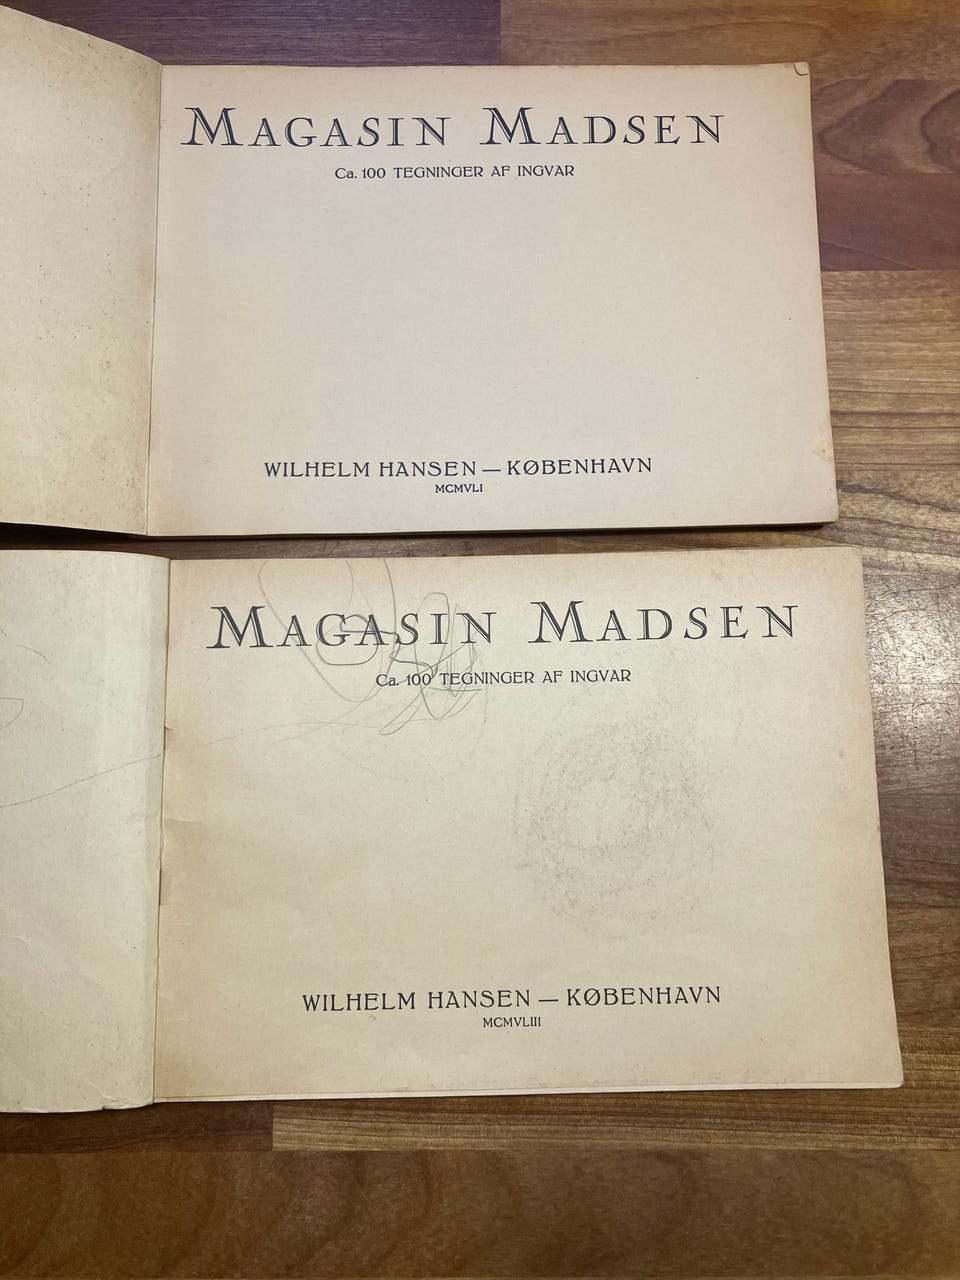 MAGASIN MADSEN
Ca. 100 TEGNINGER AF INGVAR
WILHELM HANSEN — KØBENHAVN
MCMVLI
MAGASIN MADSEN
Ca. 100 TEGNINGER AF INGVAR
WILHELM HANSEN — KØBENHAVN
MCMVLIII